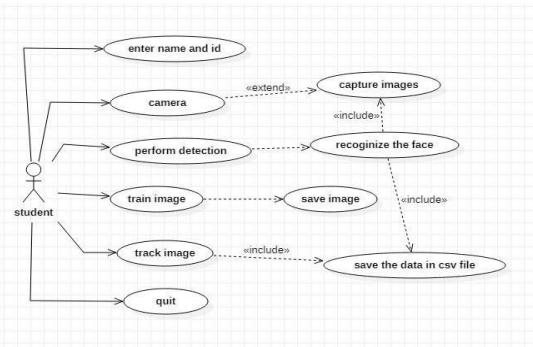 enter name and id
«extend»
capture images
camera
«include»
perform detection
recoginize the face
train image
save image
«include»
student
track image
«include»
save the data in csv file
quit